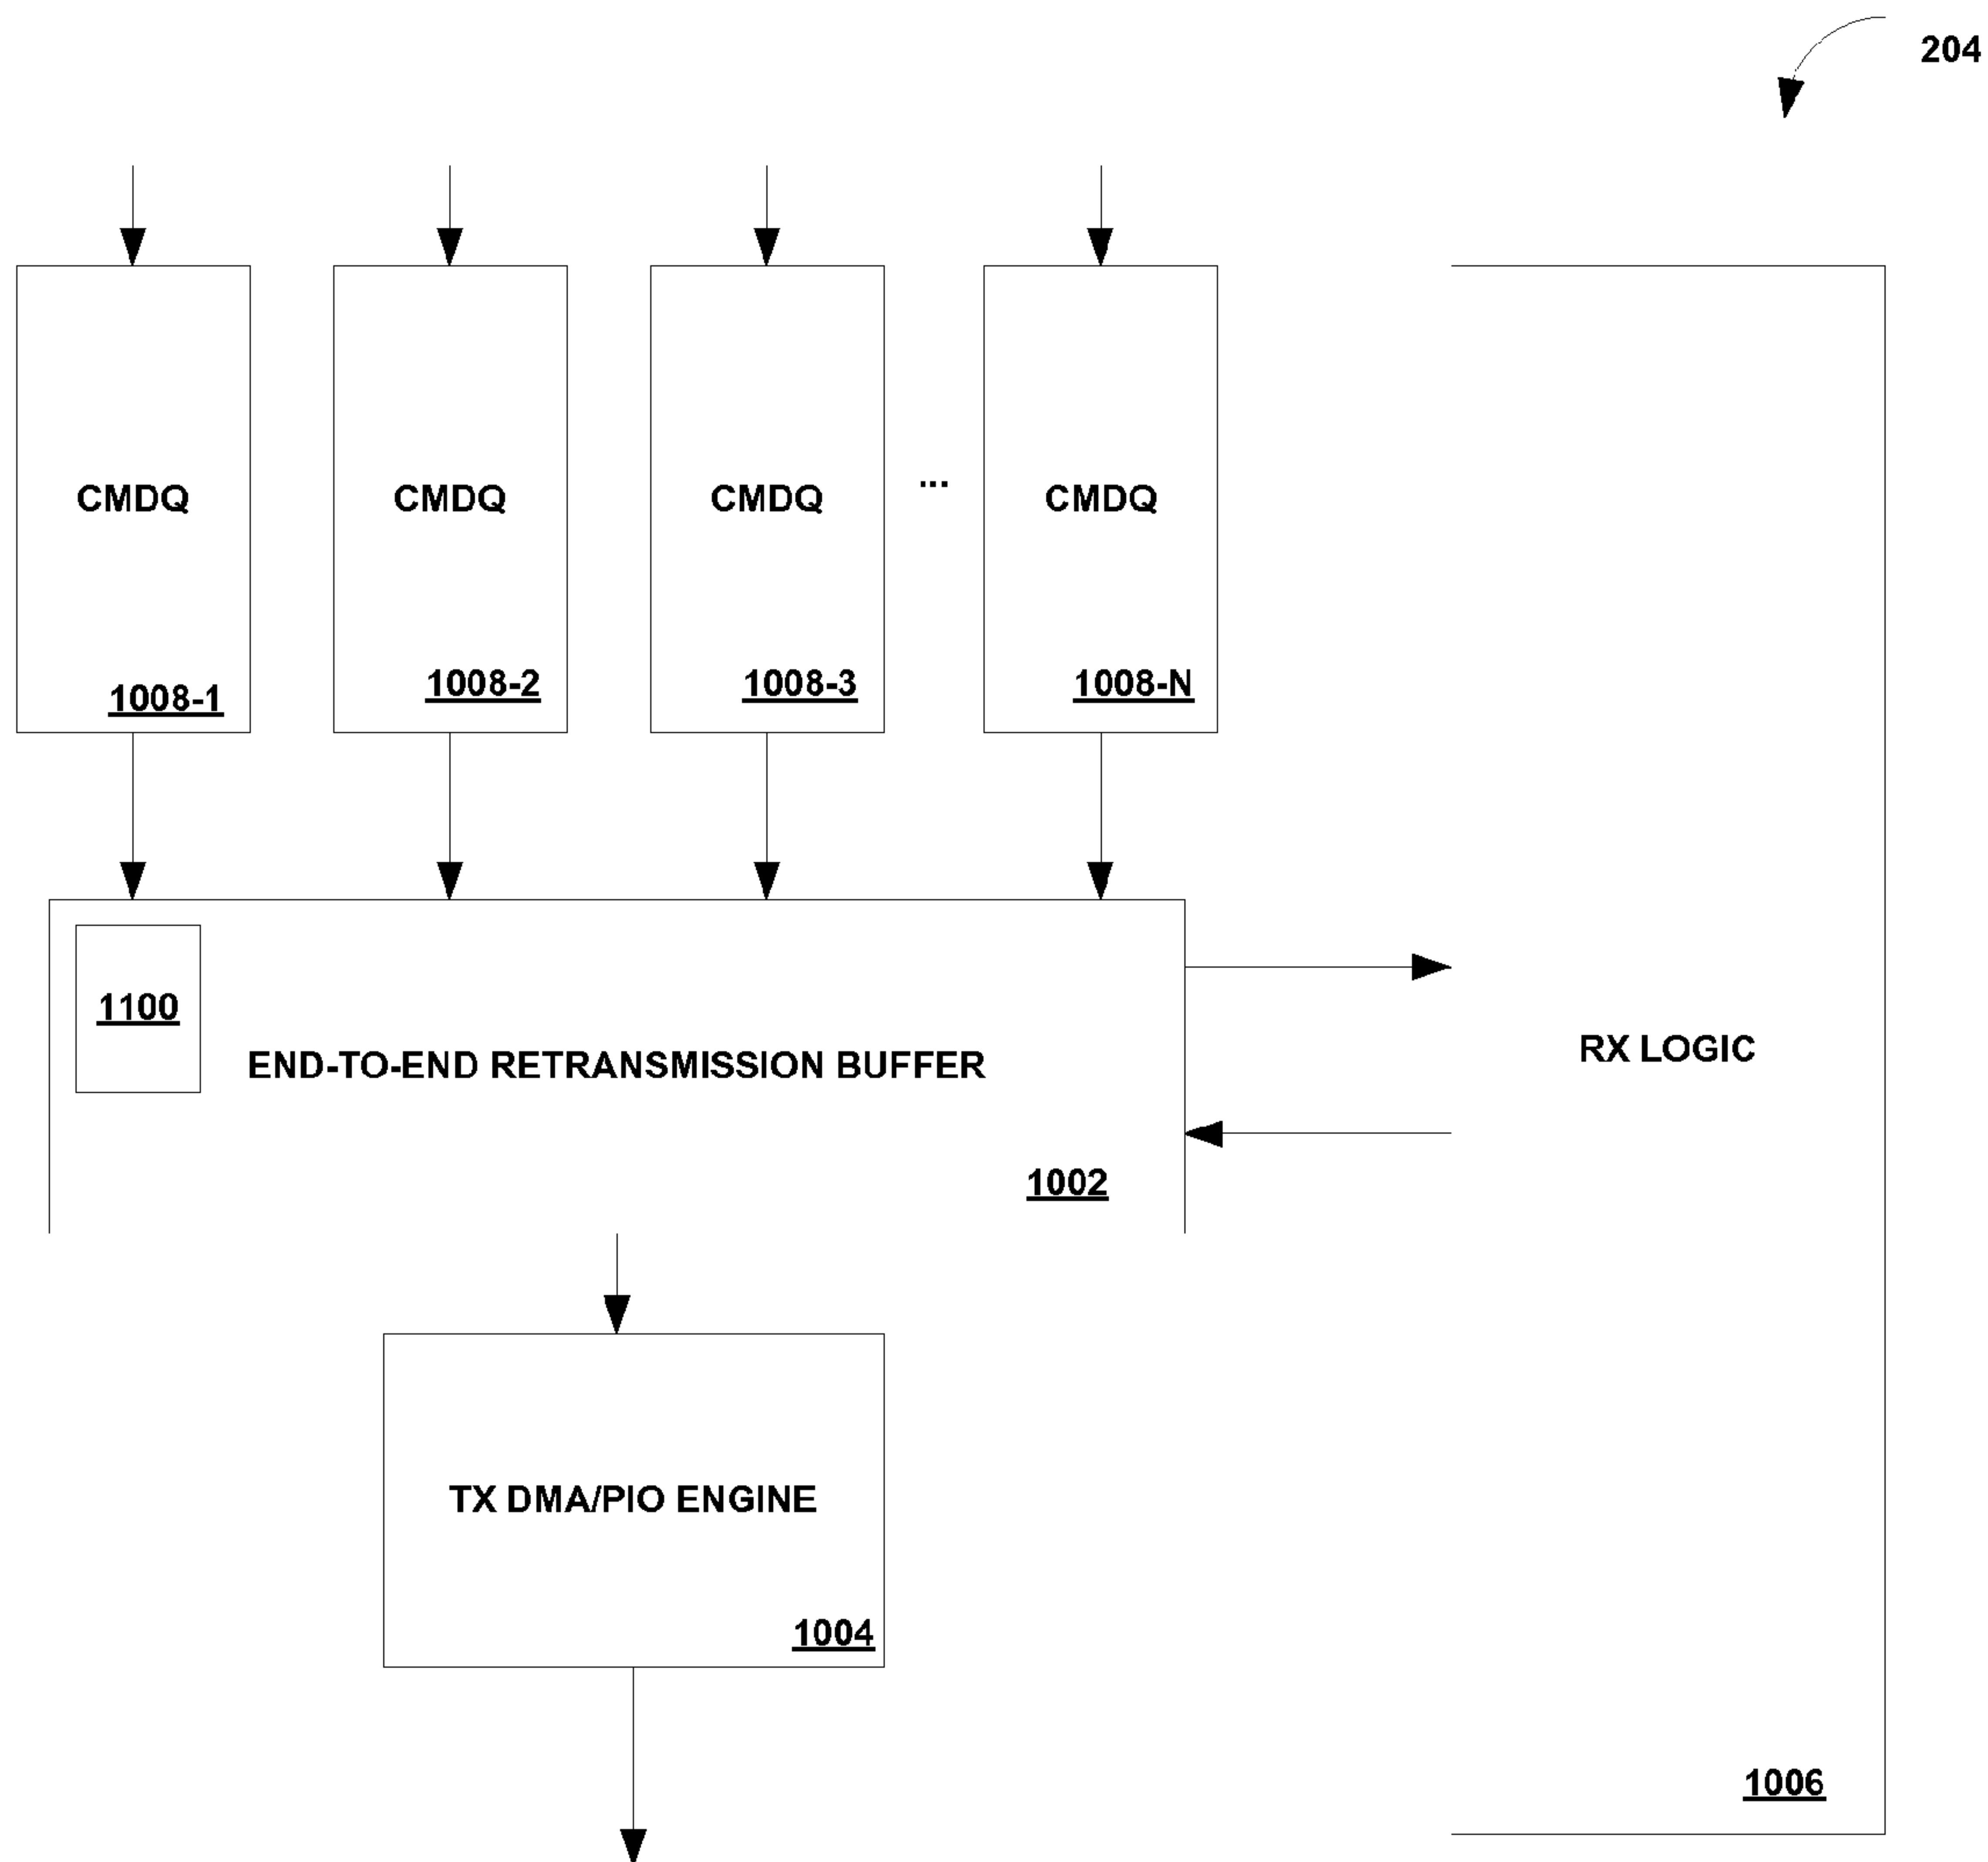 204
CMDQ
CMDQ
CMDQ
...
CMDQ
1008-1
1008-2
1008-3
1008-N
1100
END-TO-END RETRANSMISSION BUFFER
1002
RX LOGIC
TX DMA/PIO ENGINE
1004
1006